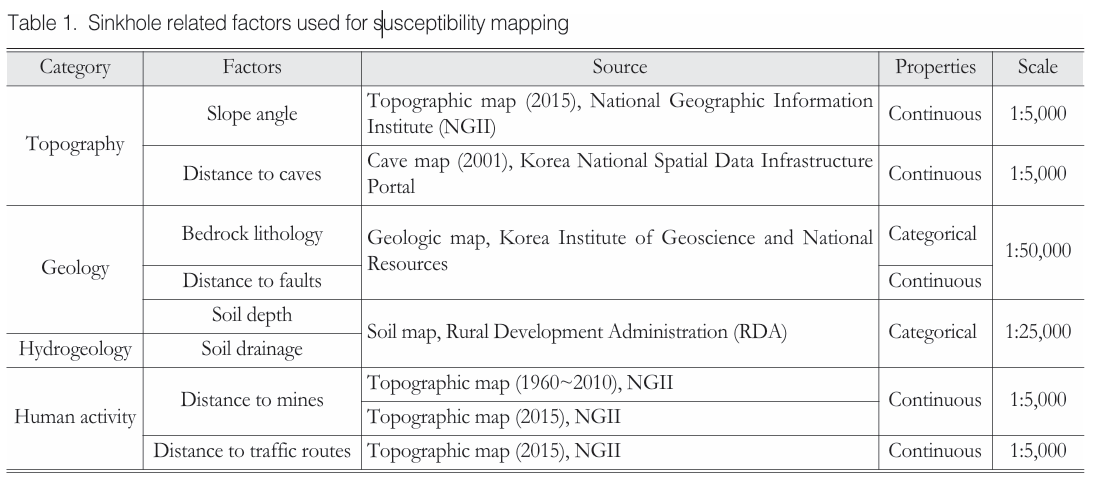 Table 1. Sinkhole related factors used for susceptibility mapping
Category Factors Source Properties Scale
Topography
Slope angle
Topographic map (2015), National Geographic Information
Institute (NGII)
Continuous
1:5,000
Distance to caves
Cave map (2001), Korea National Spatial Data Infrastructure
Portal
Continuous
1:5,000
Geology
Bedrock lithology
Geologic map, Korea Institute of Geoscience and National
Resources
Categorical
1:50,000
Distance to faults
Continuous
Soil depth
Soil map, Rural Development Administration (RDA)
Categorical
1:25,000
Hydrogeology
Soil drainage
Human activity
Distance to mines
Topographic map (1960~2010), NGII
Topographic map (2015), NGII
Continuous
1:5,000
Distance to traffic routes
Topographic map (2015), NGII
Continuous
1:5,000